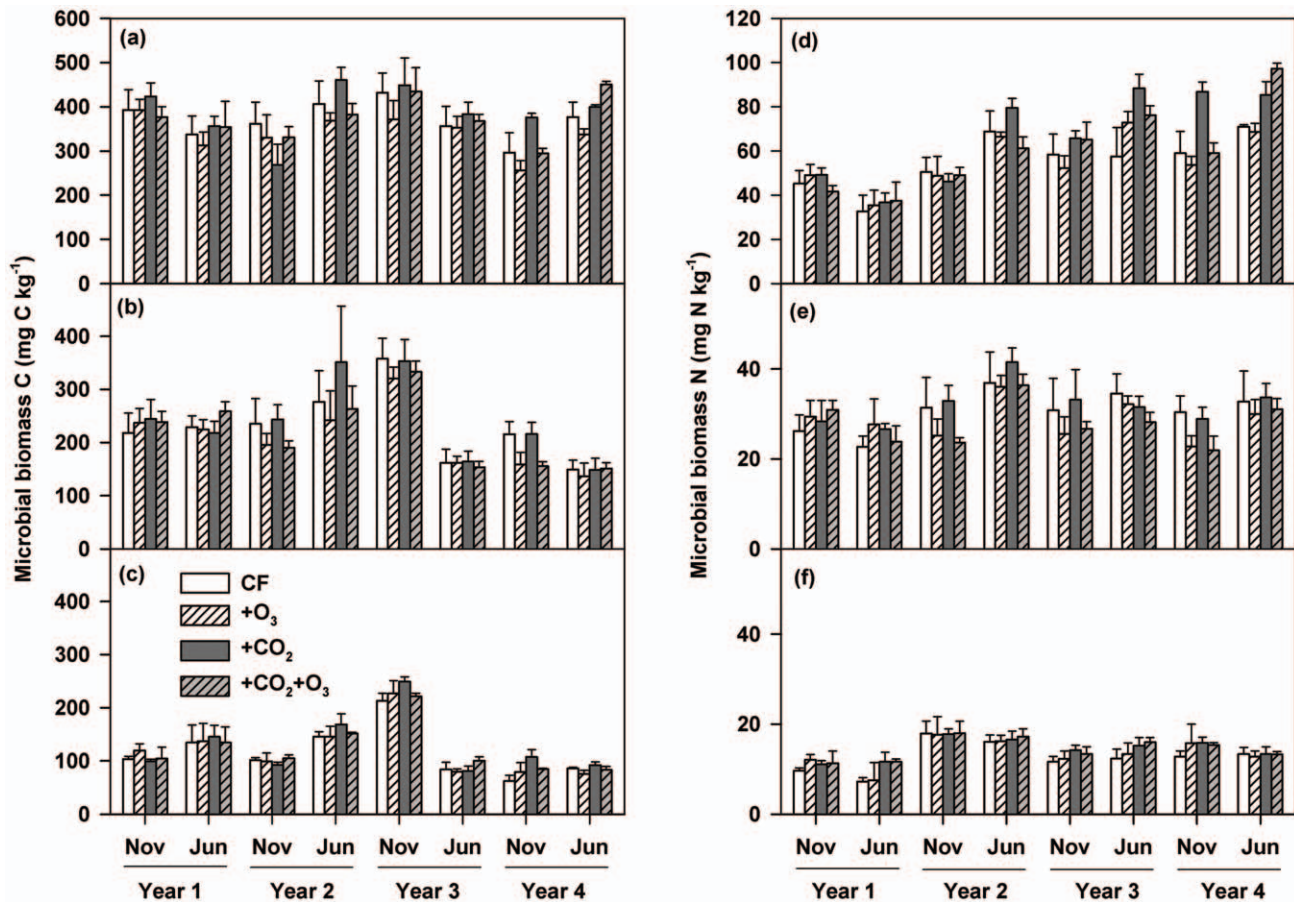 600
500
400
300
200
100
0
(a)
400
300
200
100
0
(b)
400
300
200
100
0
(c)
CF
+O₃
+CO₂
+CO₂+O₃
Microbial biomass C (mg C kg⁻¹)
Nov Jun Nov Jun Nov Jun Nov Jun
Year 1 Year 2 Year 3 Year 4
120
100
80
60
40
20
0
(d)
40
20
0
(e)
40
20
0
(f)
Microbial biomass N (mg N kg⁻¹)
Nov Jun Nov Jun Nov Jun Nov Jun
Year 1 Year 2 Year 3 Year 4